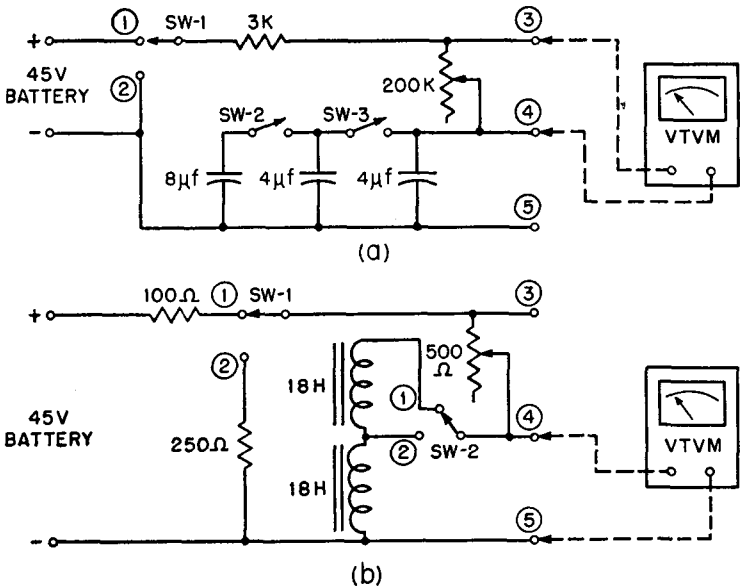 ① SW-1 3K ③
+
45V
BATTERY
② 200K
SW-2 SW-3 ④
-
VTVM
8µf 4µf 4µf
⑤
(a)
100Ω ① SW-1 ③
+
② 500
Ω
18H
①
④
45V
BATTERY
250Ω ② SW-2
VTVM
18H
⑤
-
(b)